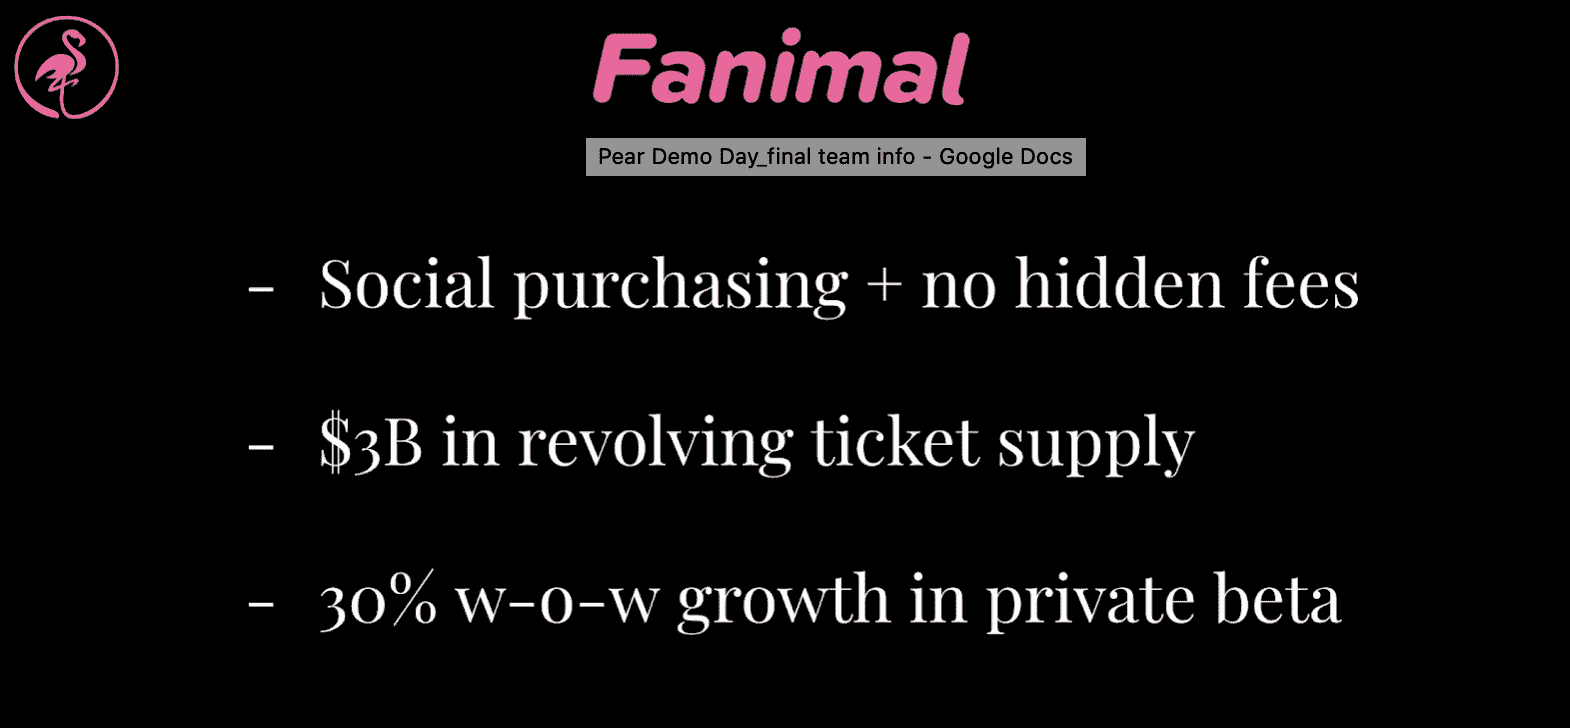 Fanimal
Pear Demo Day_final team info - Google Docs
- Social purchasing + no hidden fees
- $3B in revolving ticket supply
- 30% w-o-w growth in private beta